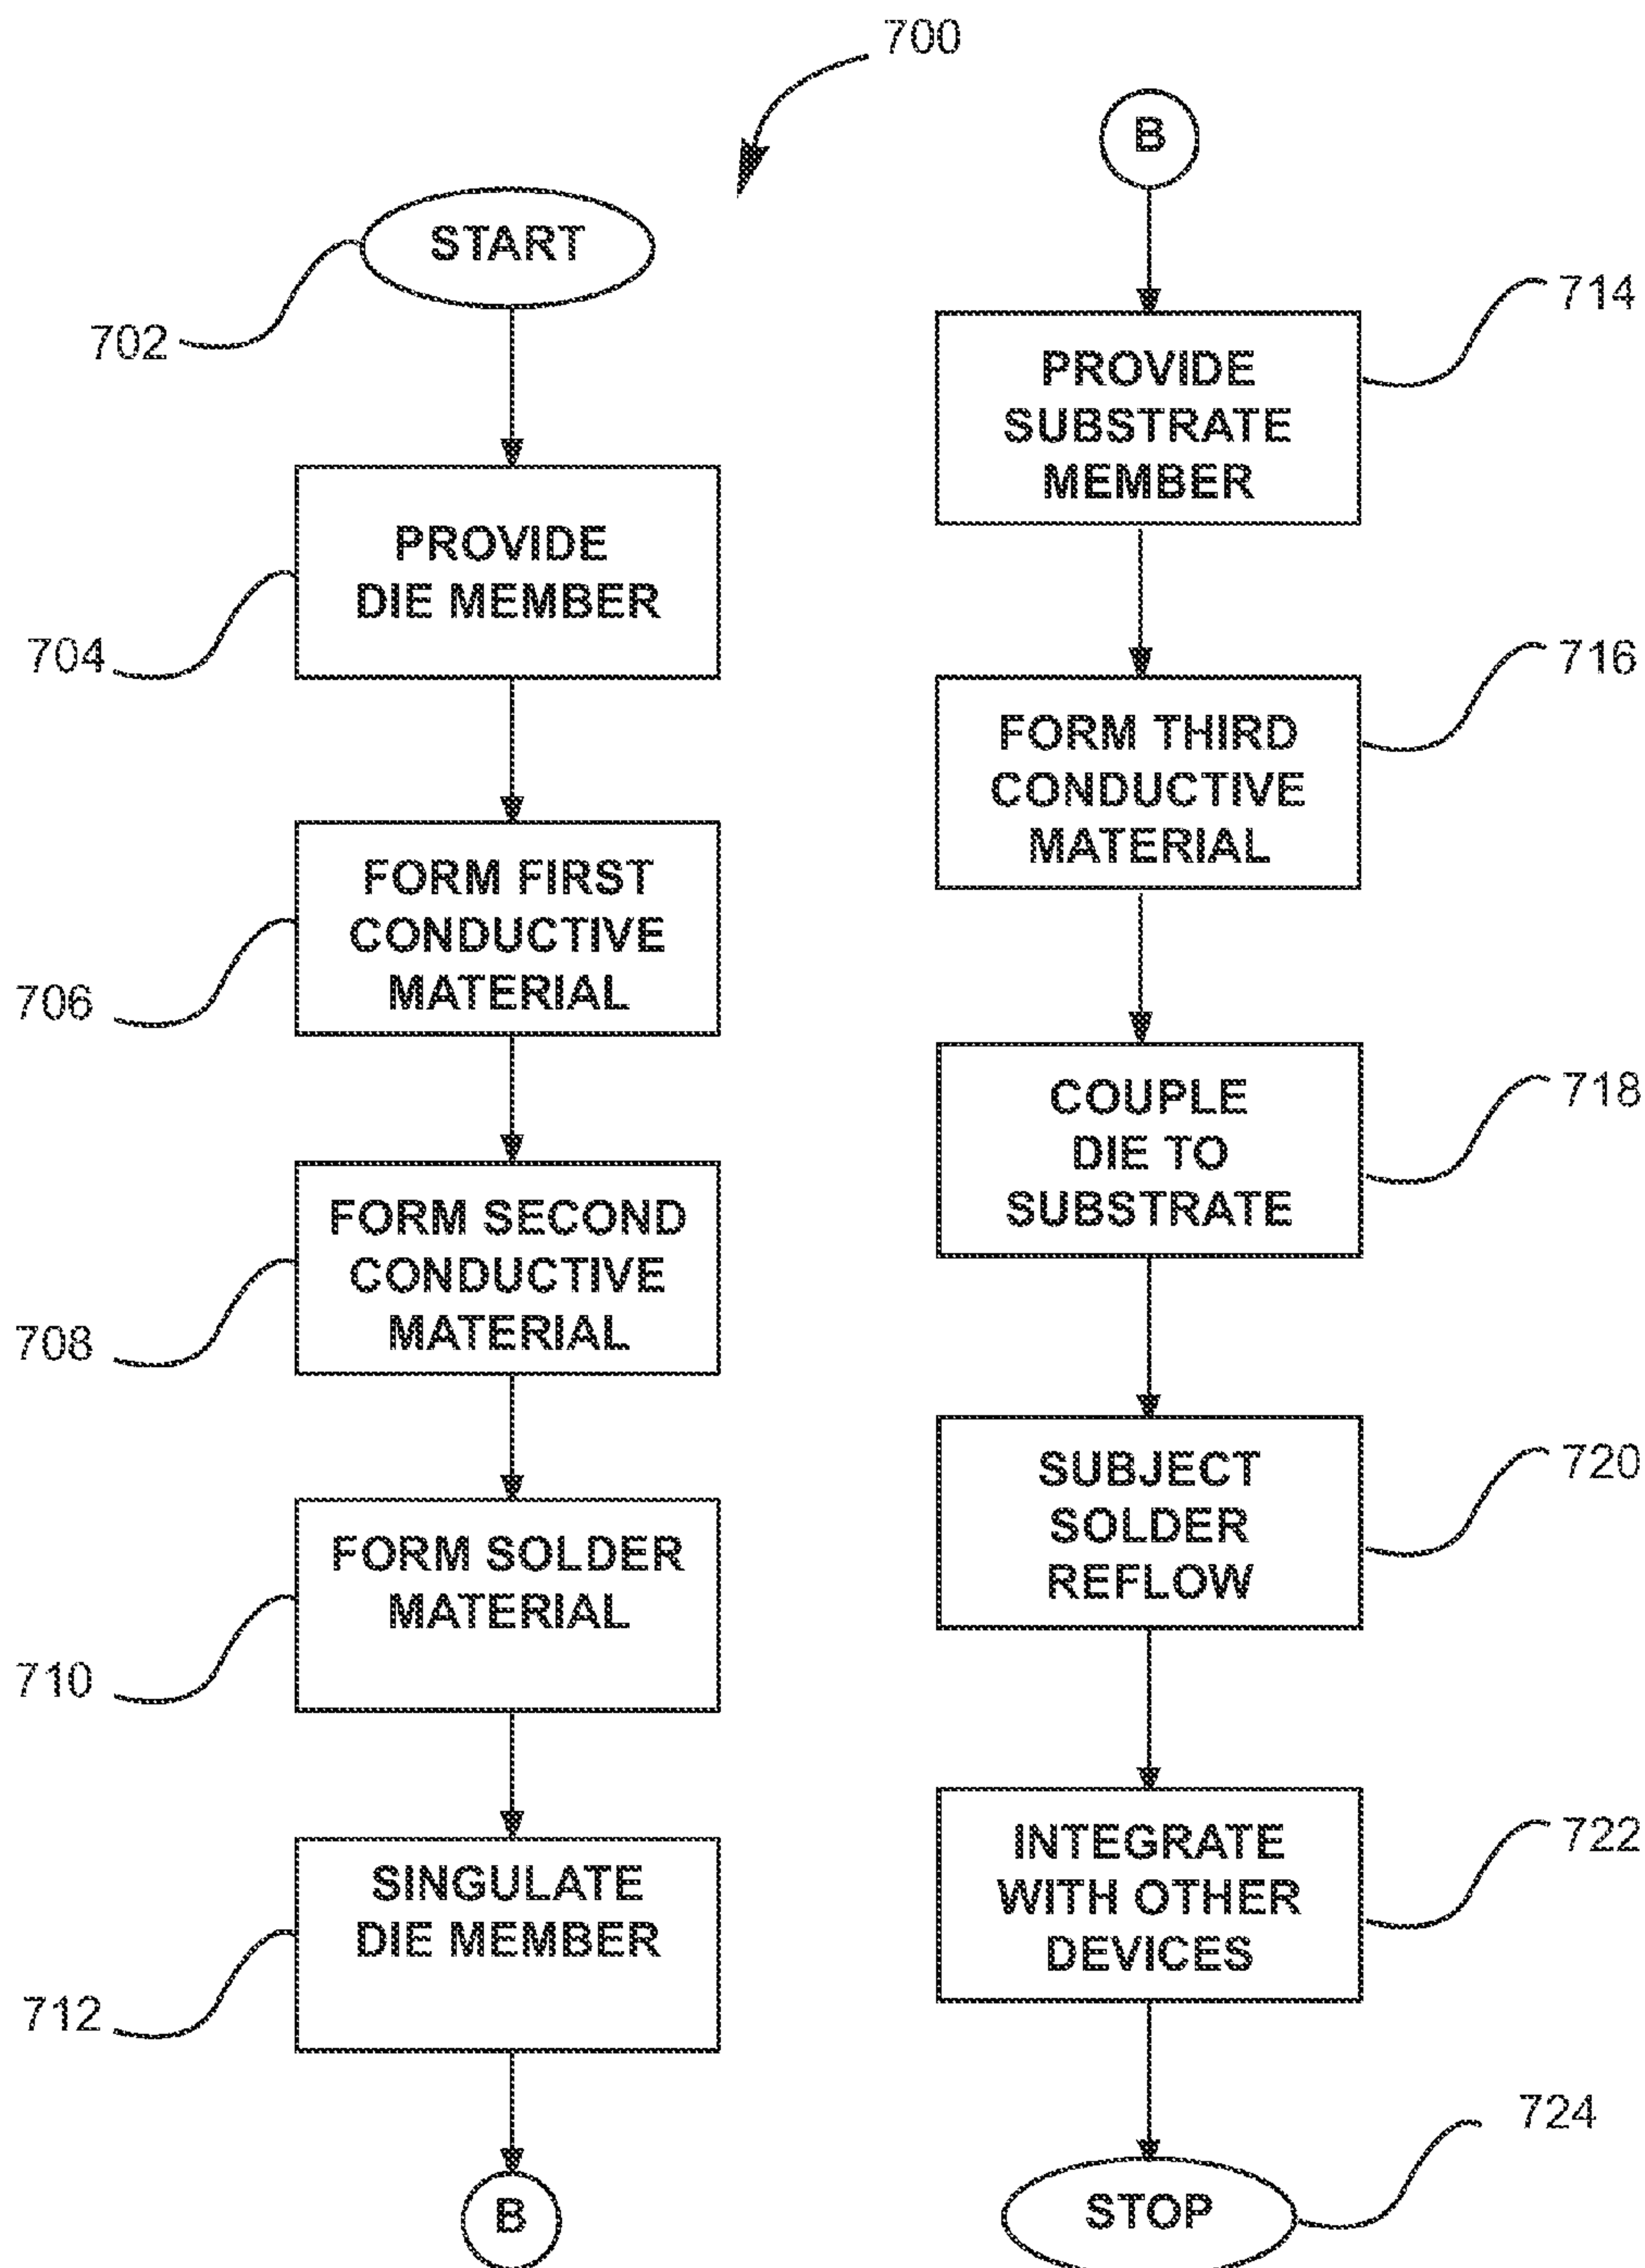 700
START
702
PROVIDE
DIE MEMBER
704
FORM FIRST
CONDUCTIVE
MATERIAL
706
FORM SECOND
CONDUCTIVE
MATERIAL
708
FORM SOLDER
MATERIAL
710
SINGULATE
DIE MEMBER
712
B
B
PROVIDE
SUBSTRATE
MEMBER
714
FORM THIRD
CONDUCTIVE
MATERIAL
716
COUPLE
DIE TO
SUBSTRATE
718
SUBJECT
SOLDER
REFLOW
720
INTEGRATE
WITH OTHER
DEVICES
722
STOP
724